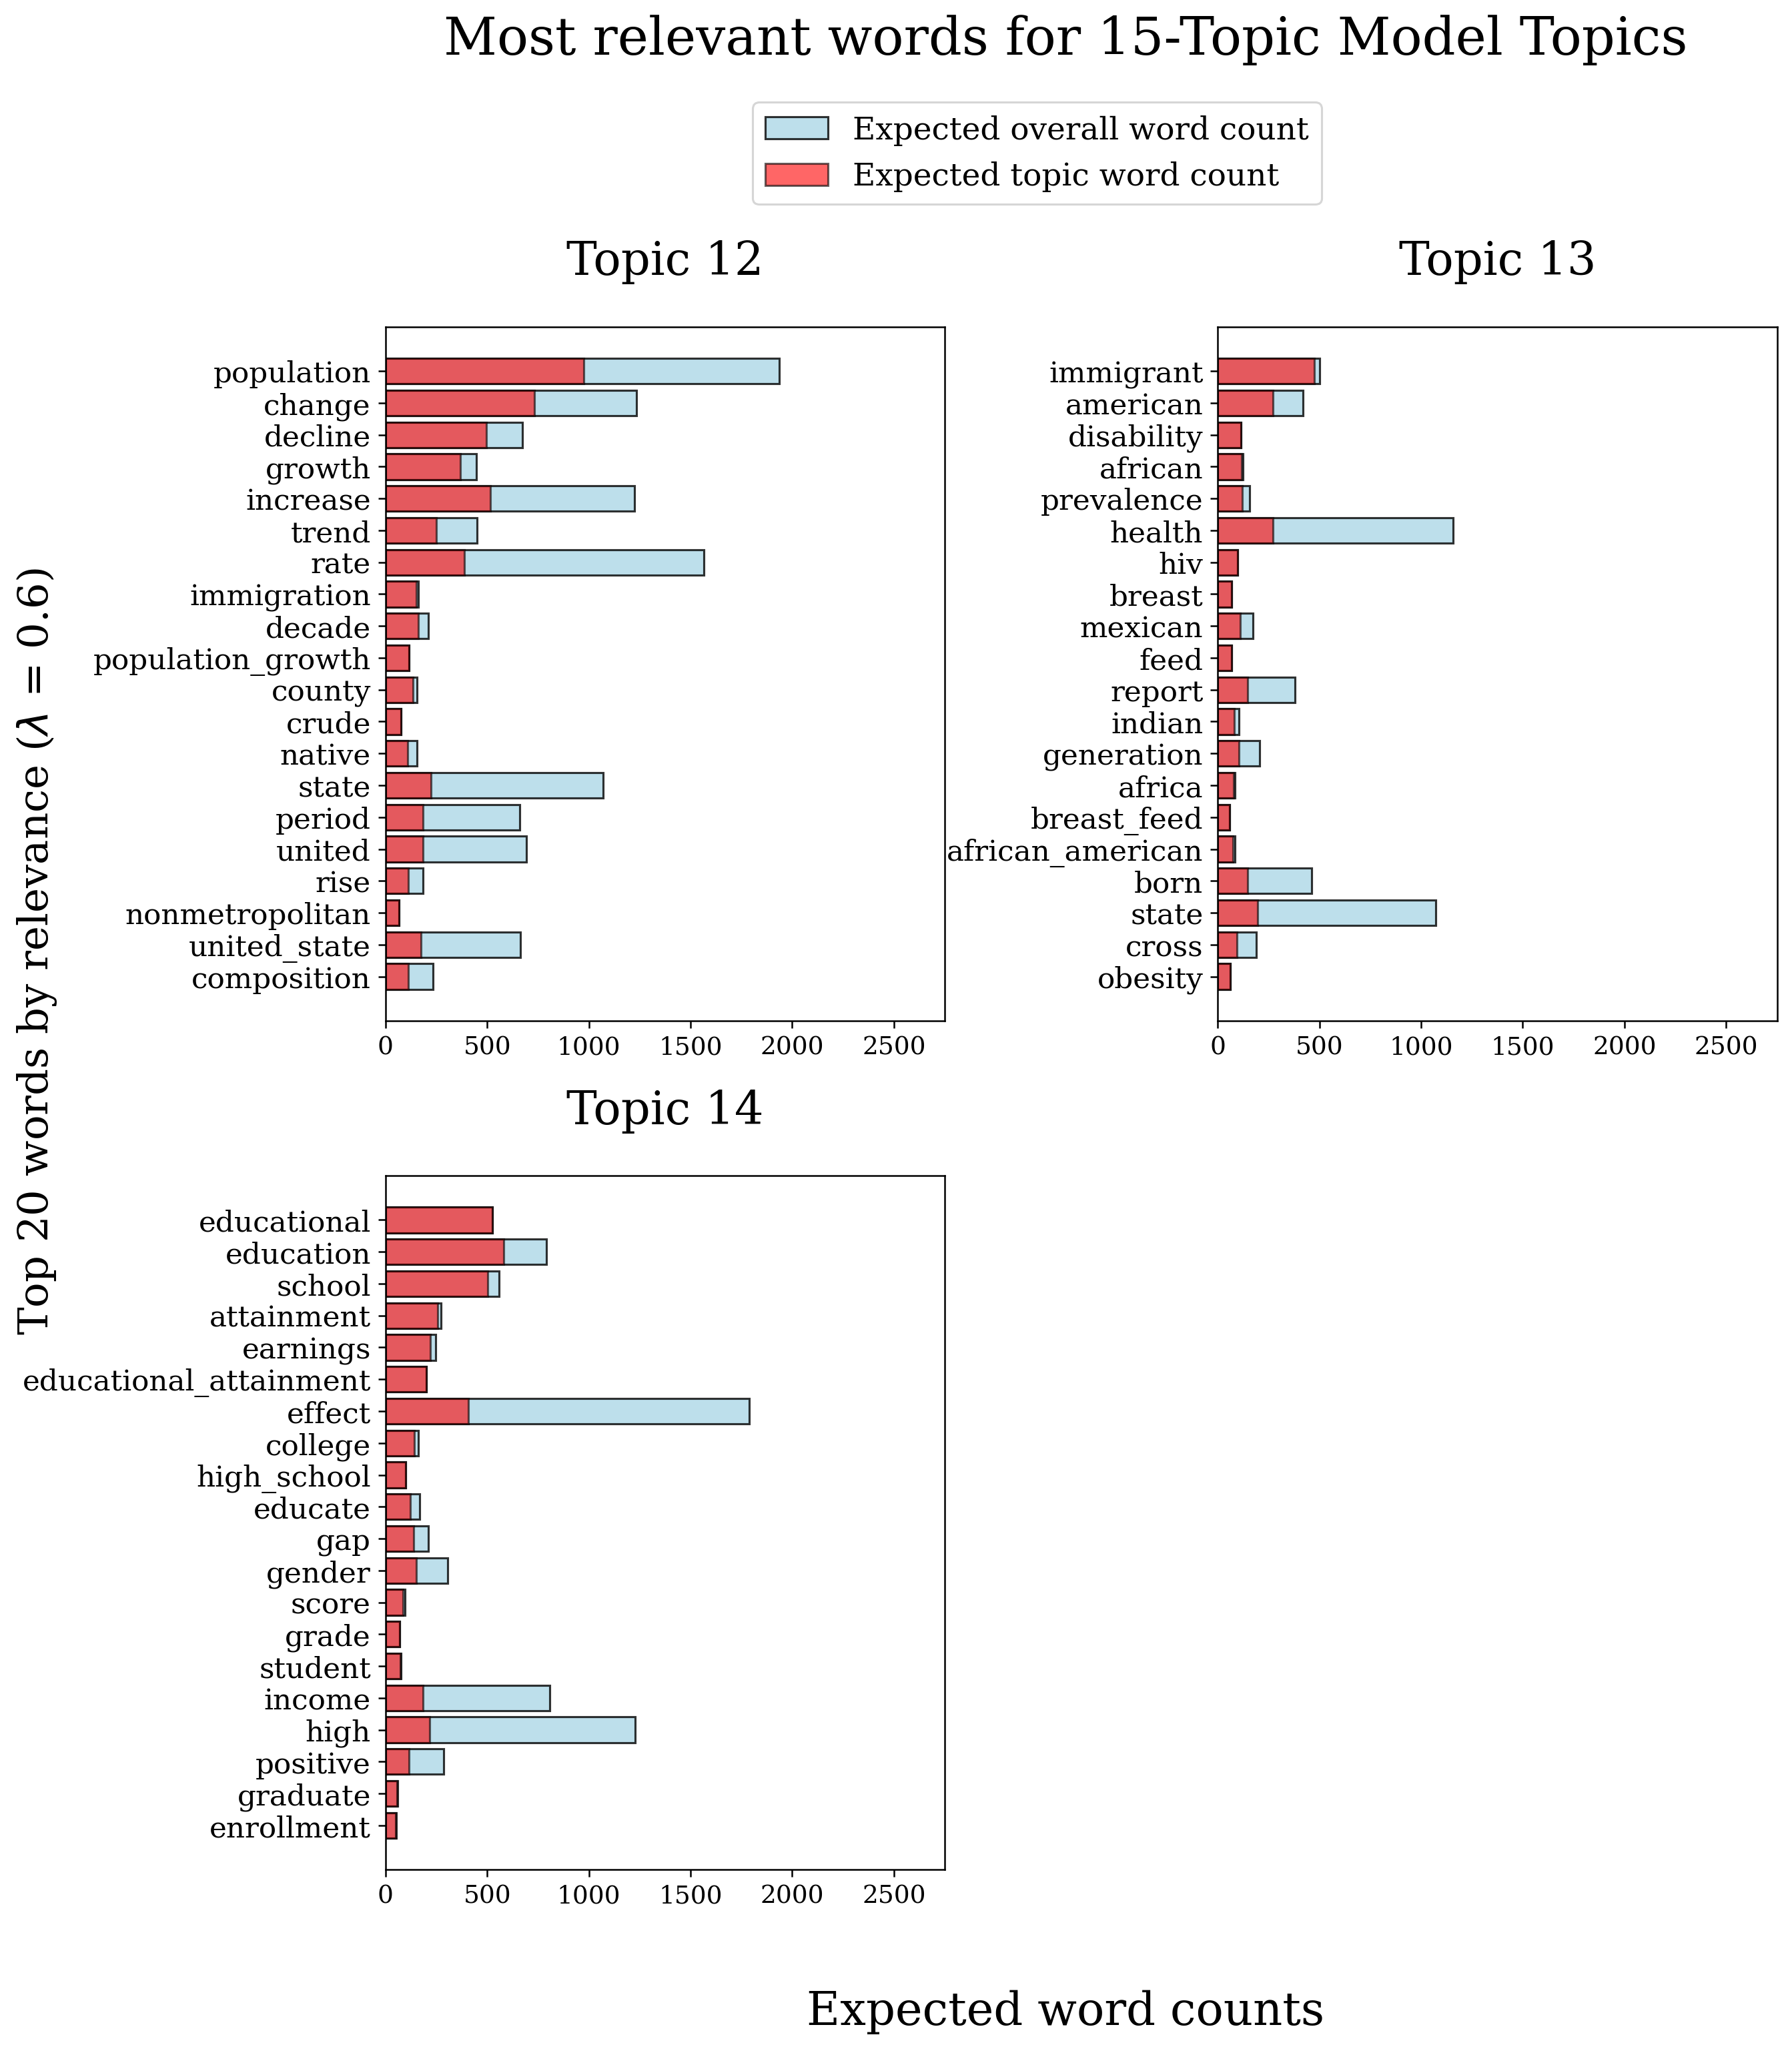 Most relevant words for 15-Topic Model Topics
Expected overall word count
Expected topic word count
Top 20 words by relevance (λ = 0.6)
Topic 12
population
change
decline
growth
increase
trend
rate
immigration
decade
population_growth
county
crude
native
state
period
united
rise
nonmetropolitan
united_state
composition
0 500 1000 1500 2000 2500
Topic 13
immigrant
american
disability
african
prevalence
health
hiv
breast
mexican
feed
report
indian
generation
africa
breast_feed
african_american
born
state
cross
obesity
0 500 1000 1500 2000 2500
Topic 14
educational
education
school
attainment
earnings
educational_attainment
effect
college
high_school
educate
gap
gender
score
grade
student
income
high
positive
graduate
enrollment
0 500 1000 1500 2000 2500
Expected word counts